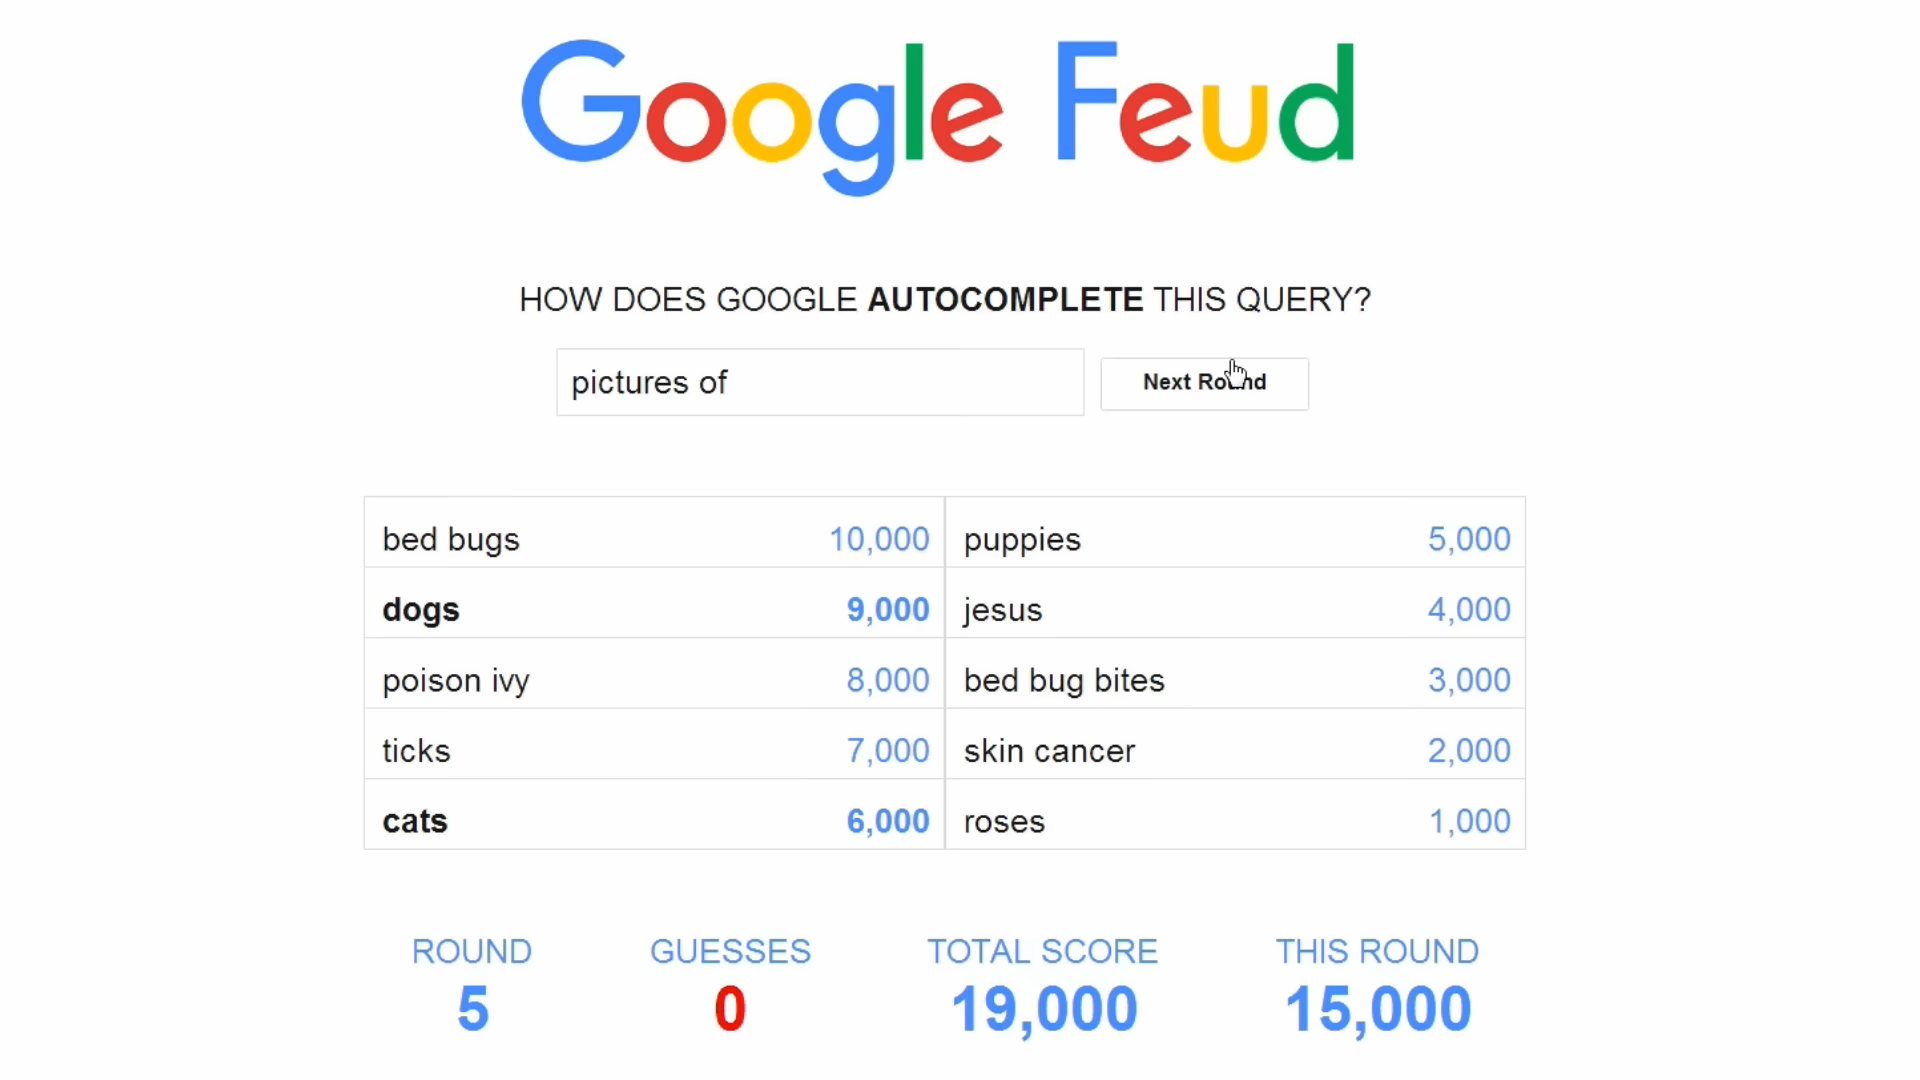 Google Feud
HOW DOES GOOGLE AUTOCOMPLETE THIS QUERY?
pictures of
Next Round
bed bugs 10,000 puppies 5,000
dogs 9,000 jesus 4,000
poison ivy 8,000 bed bug bites 3,000
ticks 7,000 skin cancer 2,000
cats 6,000 roses 1,000
ROUND GUESSES TOTAL SCORE THIS ROUND
5 0 19,000 15,000